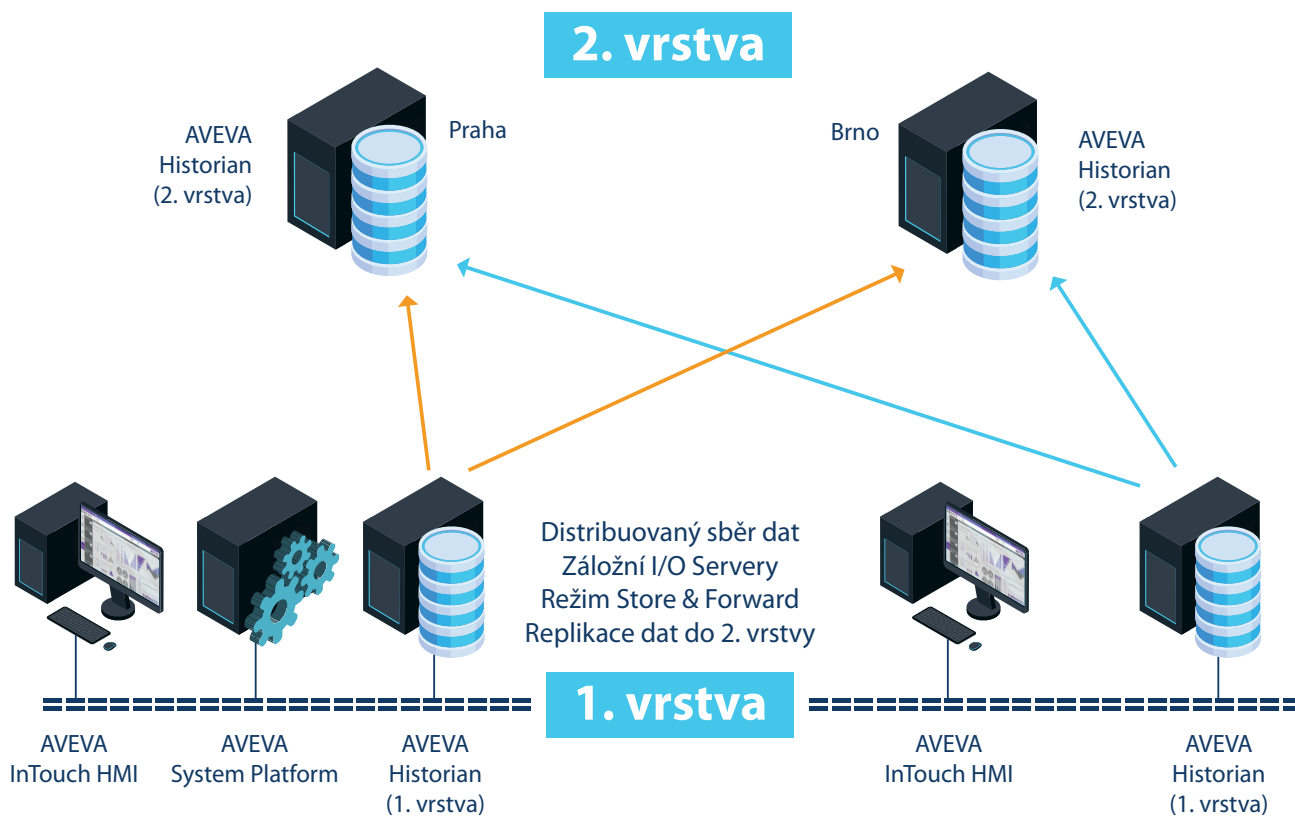 2. vrstva
AVEVA
Historian
(2. vrstva)
Praha
Brno
AVEVA
Historian
(2. vrstva)
Distribuovaný sběr dat
Záložní I/O Servery
Režim Store & Forward
Replikace dat do 2. vrstvy
1. vrstva
AVEVA
InTouch HMI
AVEVA
System Platform
AVEVA
Historian
(1. vrstva)
AVEVA
InTouch HMI
AVEVA
Historian
(1. vrstva)